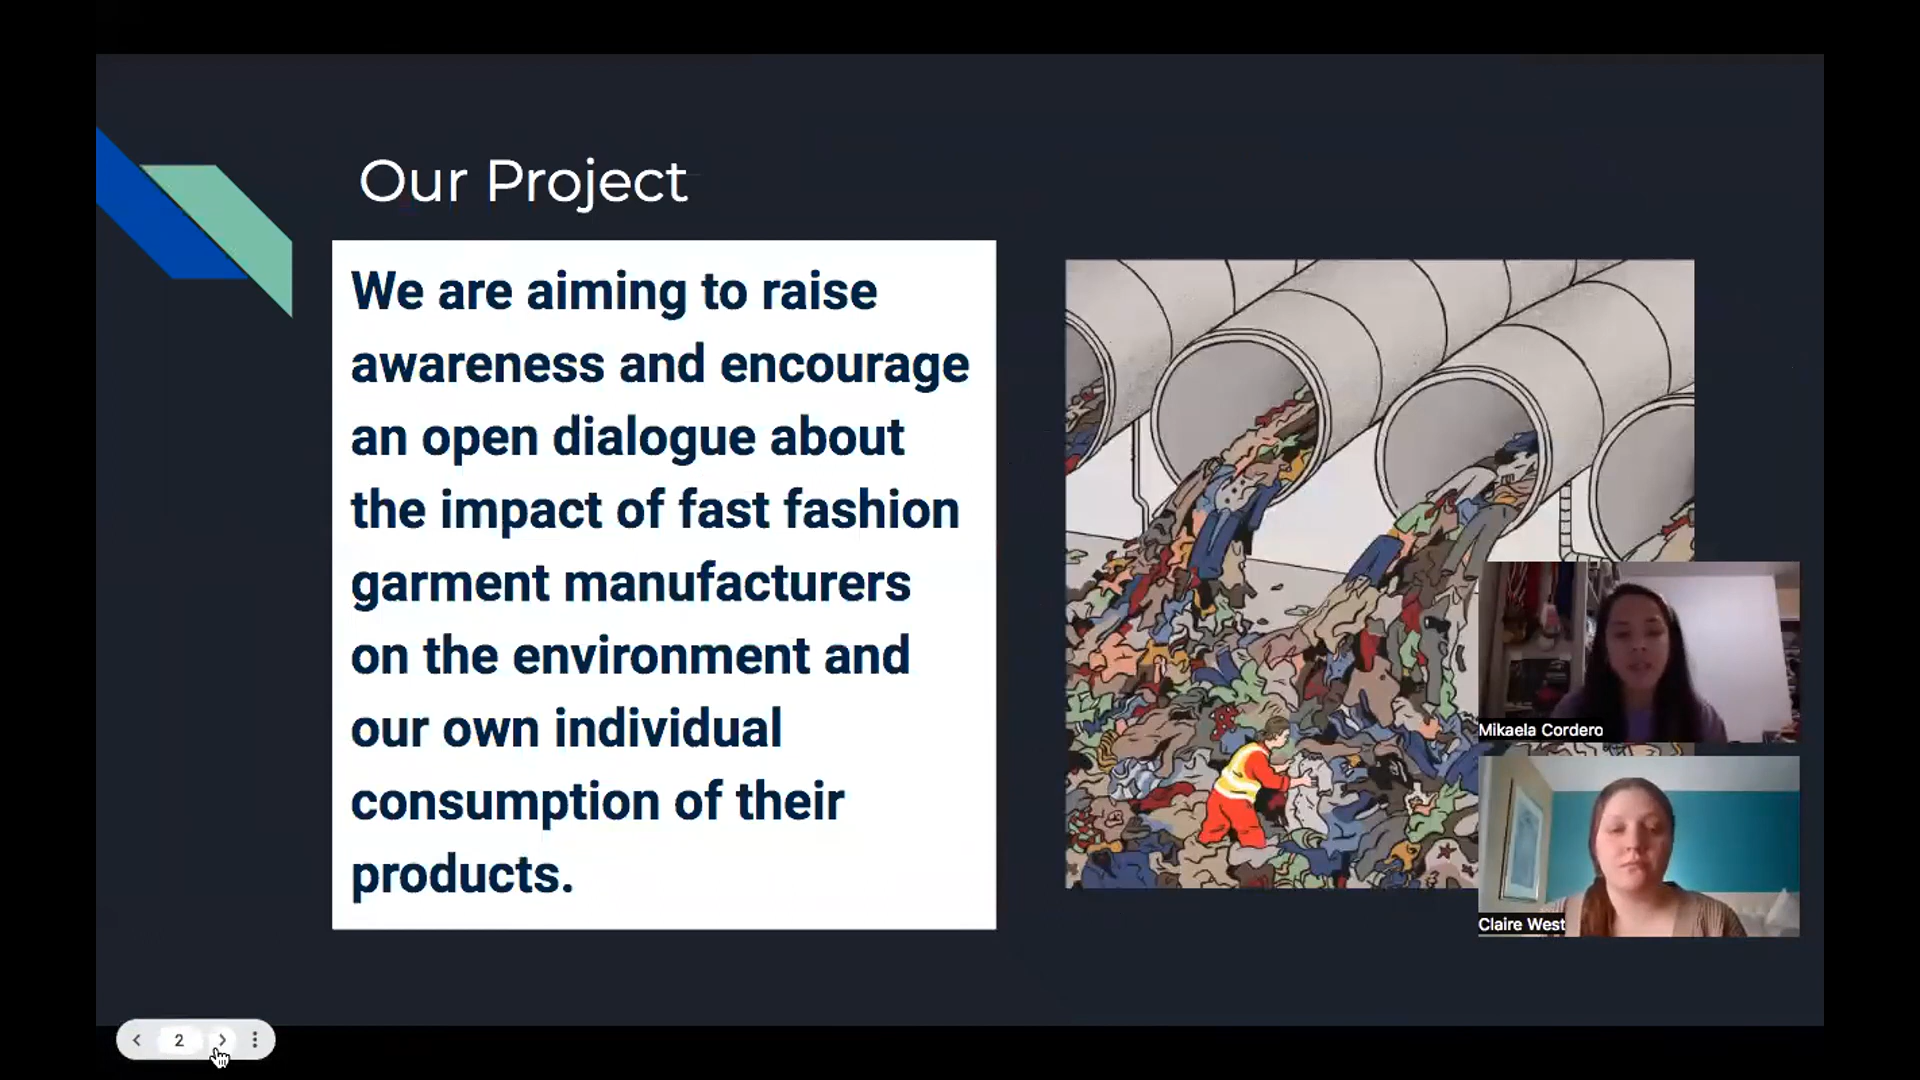 Our Project
We are aiming to raise
awareness and encourage
an open dialogue about
the impact of fast fashion
garment manufacturers
on the environment and
our own individual
consumption of their
products.
Mikaela Cordero
Claire West
2